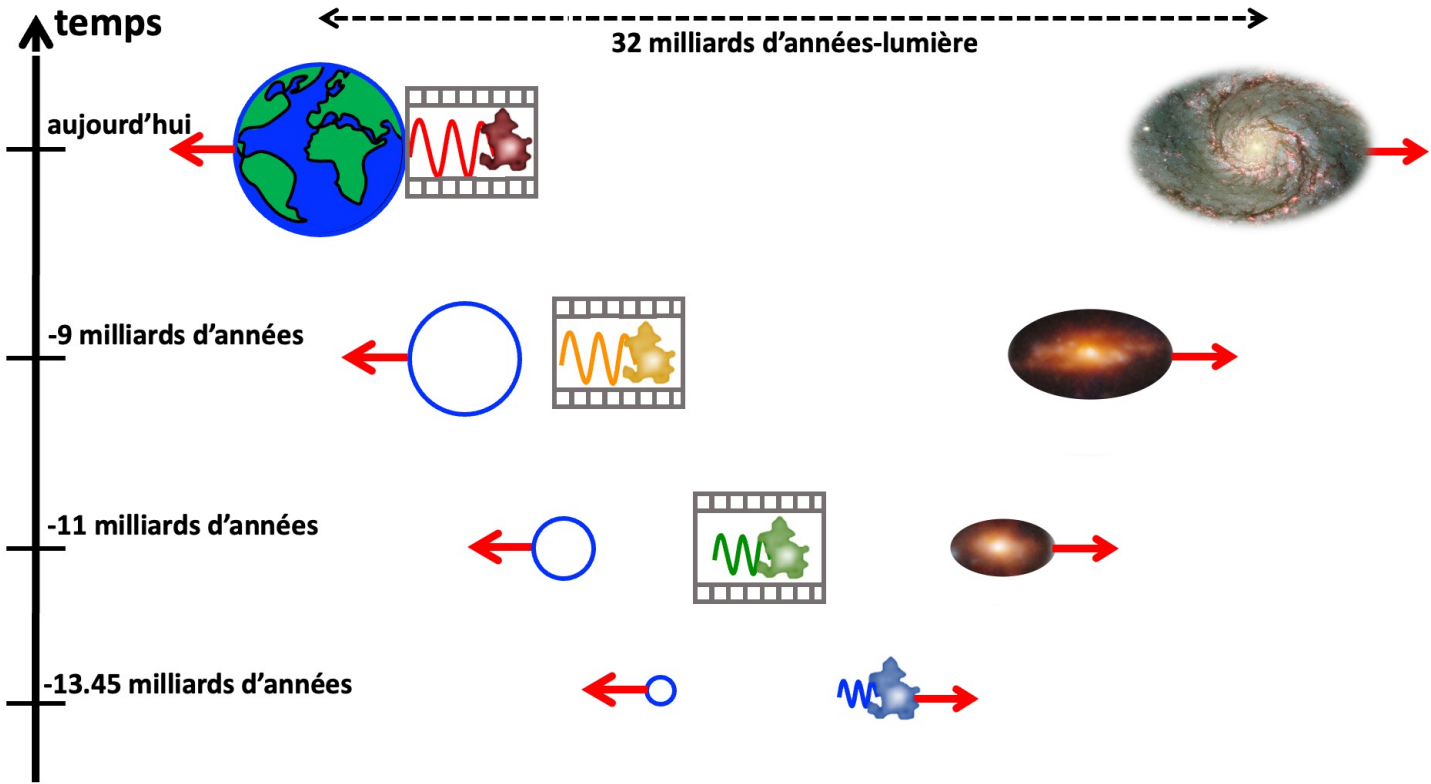 temps
32 milliards d’années-lumière
aujourd’hui
-9 milliards d’années
-11 milliards d’années
-13.45 milliards d’années